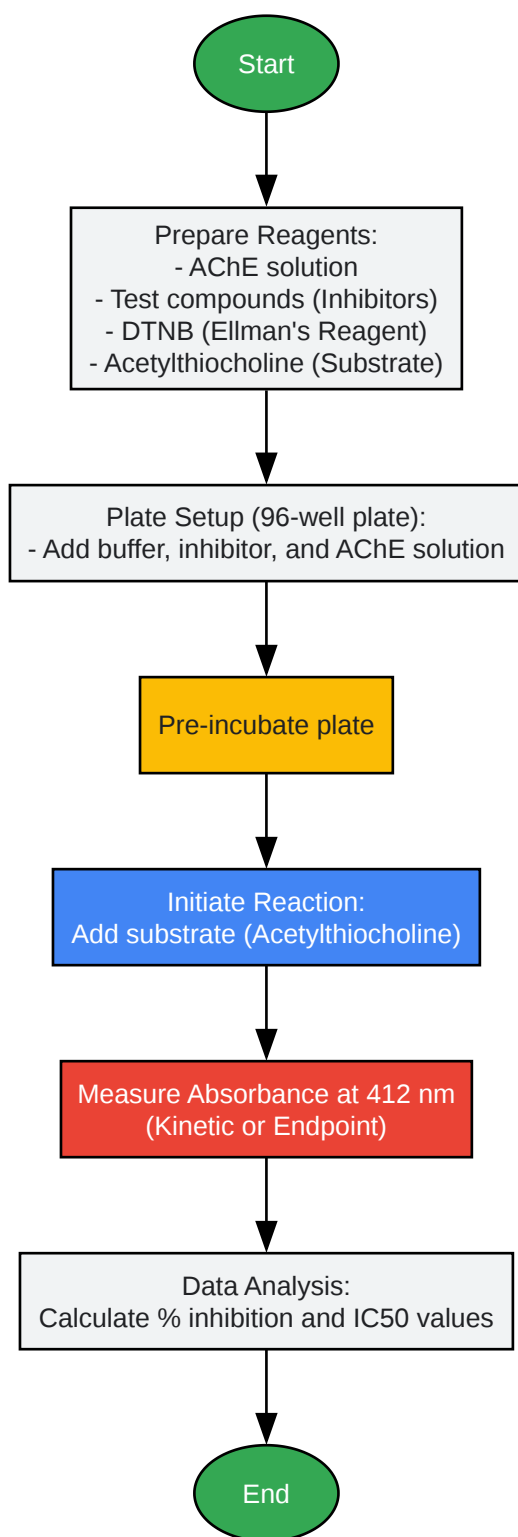 Start
Prepare Reagents:
- AChE solution
- Test compounds (Inhibitors)
- DTNB (Ellman's Reagent)
- Acetylthiocholine (Substrate)
Plate Setup (96-well plate):
- Add buffer, inhibitor, and AChE solution
Pre-incubate plate
Initiate Reaction:
Add substrate (Acetylthiocholine)
Measure Absorbance at 412 nm
(Kinetic or Endpoint)
Data Analysis:
Calculate % inhibition and IC50 values
End